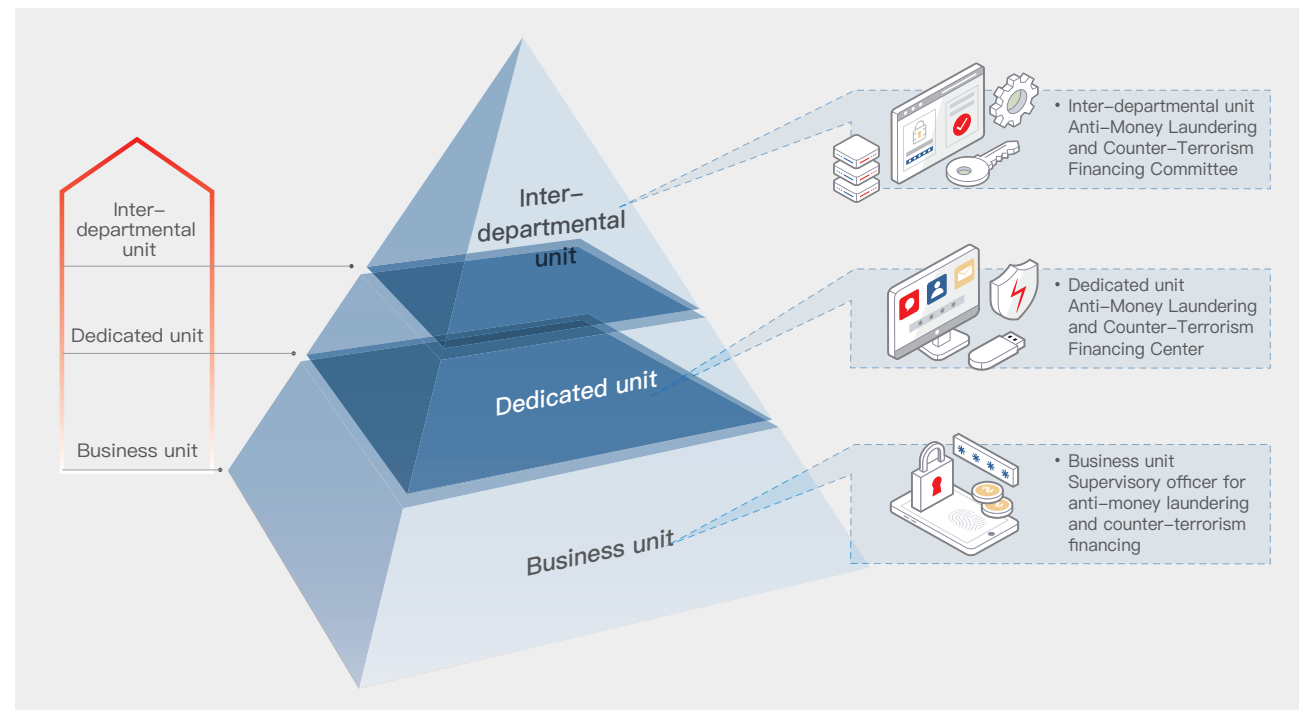 Inter-
departmental
unit
Dedicated unit
Business unit
Inter-
departmental
unit
Dedicated unit
Business unit
• Inter-departmental unit
Anti-Money Laundering
and Counter-Terrorism
Financing Committee
• Dedicated unit
Anti-Money Laundering
and Counter-Terrorism
Financing Center
• Business unit
Supervisory officer for
anti-money laundering
and counter-terrorism
financing